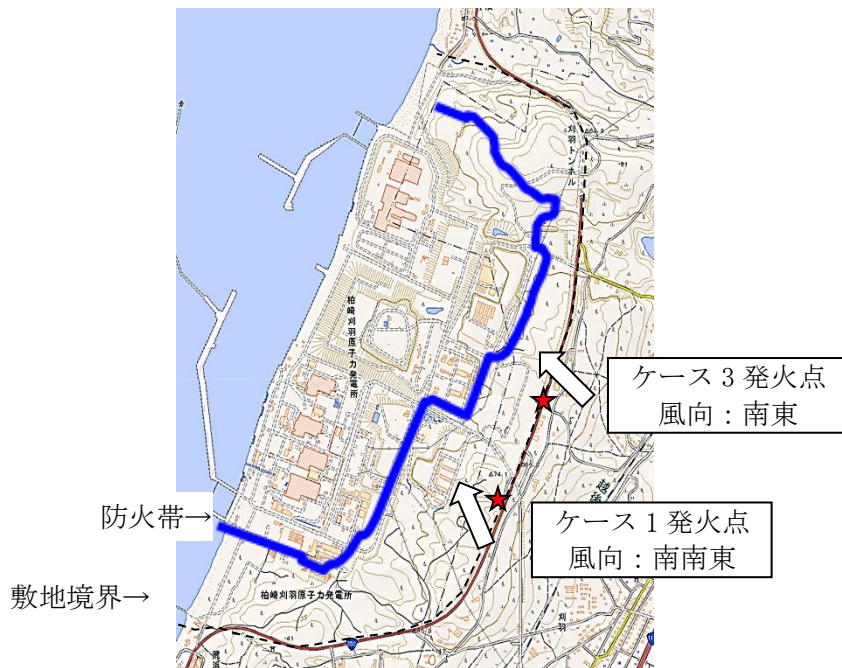 刈羽トンネル
柏崎刈羽原子力発電所
ケース 3 発火点
風向：南東
ケース 1 発火点
風向：南南東
防火帯→
敷地境界→
柏崎刈羽原子力発電所
刈羽